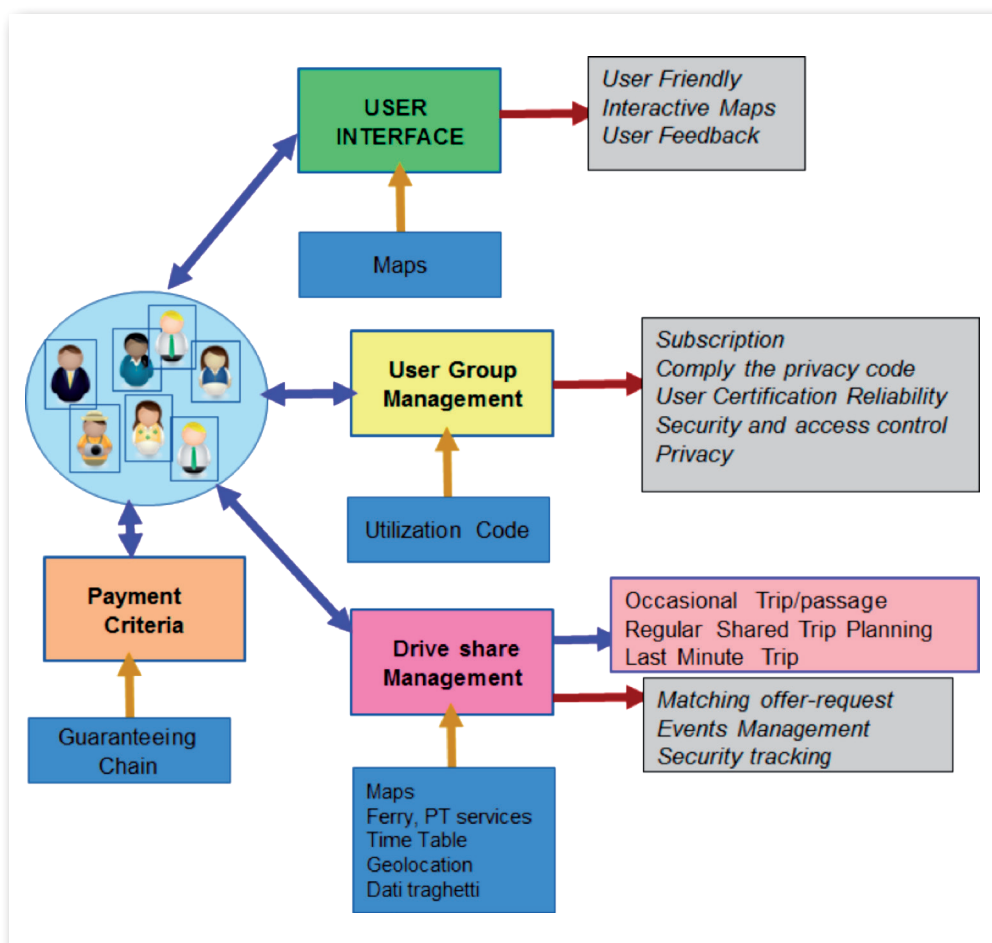 USER
INTERFACE
User Friendly
Interactive Maps
User Feedback
Maps
User Group
Management
Subscription
Comply the privacy code
User Certification Reliability
Security and access control
Privacy
Utilization Code
Payment
Criteria
Guaranteeing
Chain
Drive share
Management
Occasional Trip/passage
Regular Shared Trip Planning
Last Minute Trip
Matching offer-request
Events Management
Security tracking
Maps
Ferry, PT services
Time Table
Geolocation
Dati traghetti